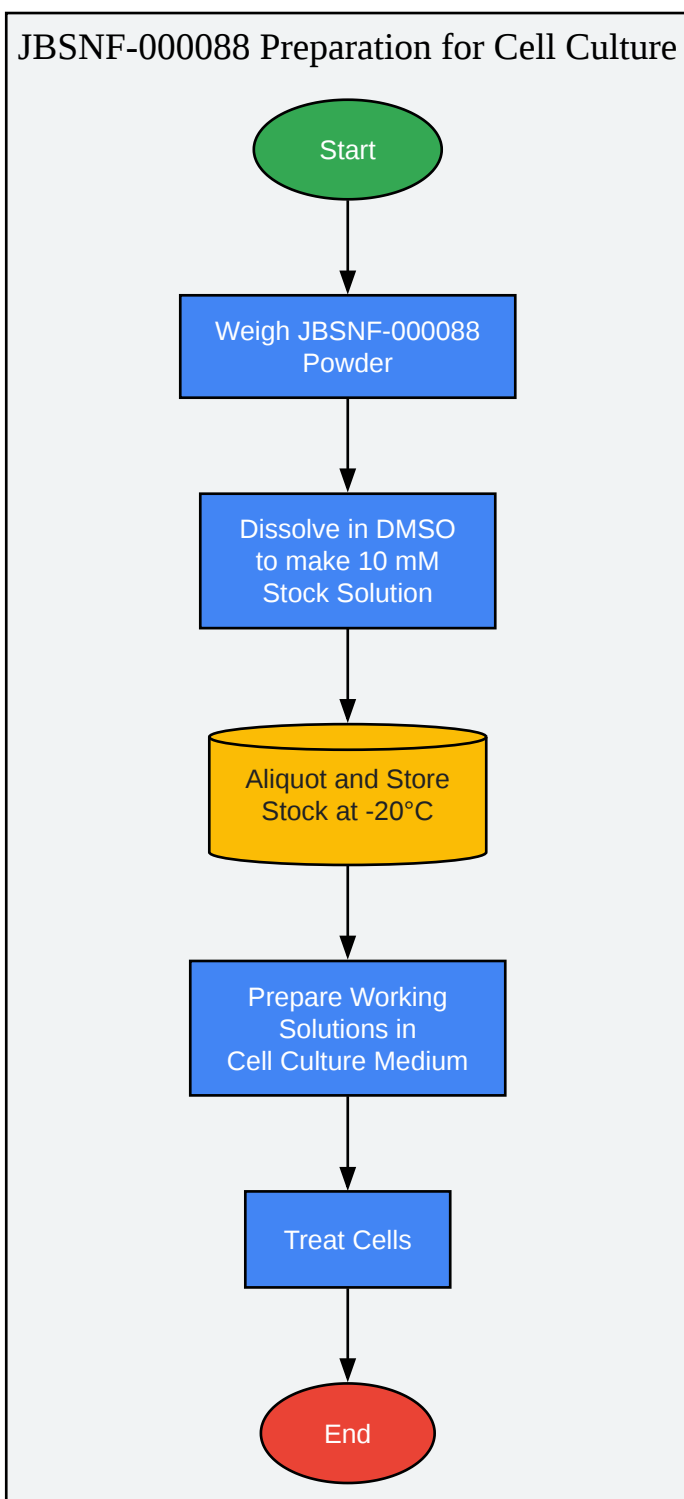 JBSNF-000088 Preparation for Cell Culture
Start
Weigh JBSNF-000088
Powder
Dissolve in DMSO
to make 10 mM
Stock Solution
Aliquot and Store
Stock at -20°C
Prepare Working
Solutions in
Cell Culture Medium
Treat Cells
End